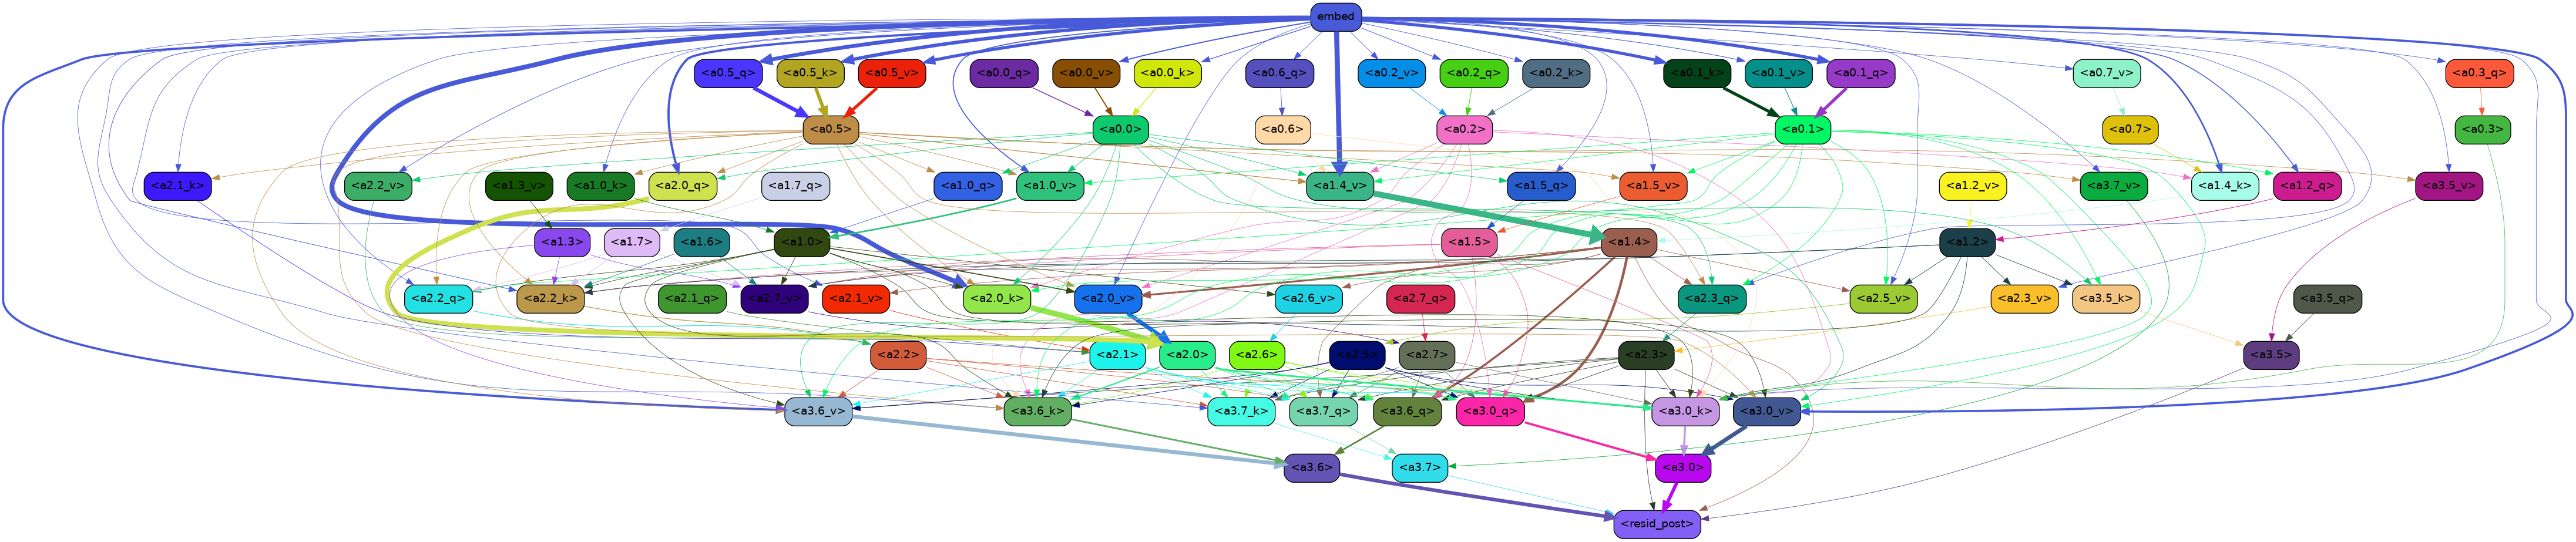 embed
<a0.5_q> <a0.5_k> <a0.5_v> <a0.0_q> <a0.0_v> <a0.0_k> <a0.6_q> <a0.2_v> <a0.2_q> <a0.2_k> <a0.1_k> <a0.1_v> <a0.1_q> <a0.7_v> <a0.3_q>
<a0.5> <a0.0> <a0.6> <a0.2> <a0.1> <a0.7> <a0.3>
<a2.1_k> <a2.2_v> <a1.3_v> <a1.0_k> <a2.0_q> <a1.7_q> <a1.0_q> <a1.0_v> <a1.4_v> <a1.5_q> <a1.5_v> <a1.2_v> <a3.7_v> <a1.4_k> <a1.2_q> <a3.5_v>
<a1.3> <a1.7> <a1.6> <a1.0> <a1.5> <a1.4> <a1.2>
<a2.2_q> <a2.2_k> <a2.1_q> <a2.7_v> <a2.1_v> <a2.0_k> <a2.0_v> <a2.6_v> <a2.7_q> <a2.3_q> <a2.5_v> <a2.3_v> <a3.5_k> <a3.5_q>
<a2.2> <a2.1> <a2.0> <a2.6> <a2.5> <a2.7> <a2.3> <a3.5>
<a3.6_v> <a3.6_k> <a3.7_k> <a3.7_q> <a3.6_q> <a3.0_q> <a3.0_k> <a3.0_v>
<a3.6> <a3.7> <a3.0>
<resid_post>